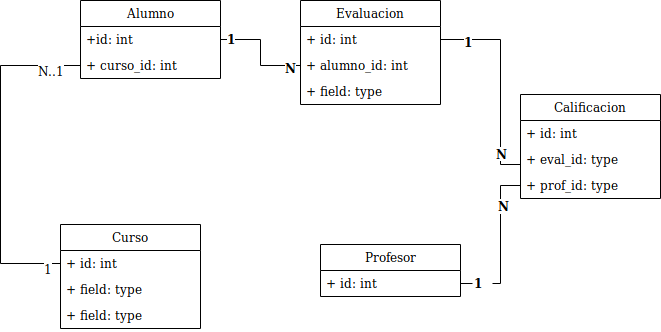 Alumno
+id: int
+ curso_id: int
1
N
N..1
Evaluacion
+ id: int
+ alumno_id: int
+ field: type
1
N
Calificacion
+ id: int
+ eval_id: type
+ prof_id: type
N
1
Curso
+ id: int
+ field: type
+ field: type
1
Profesor
+ id: int